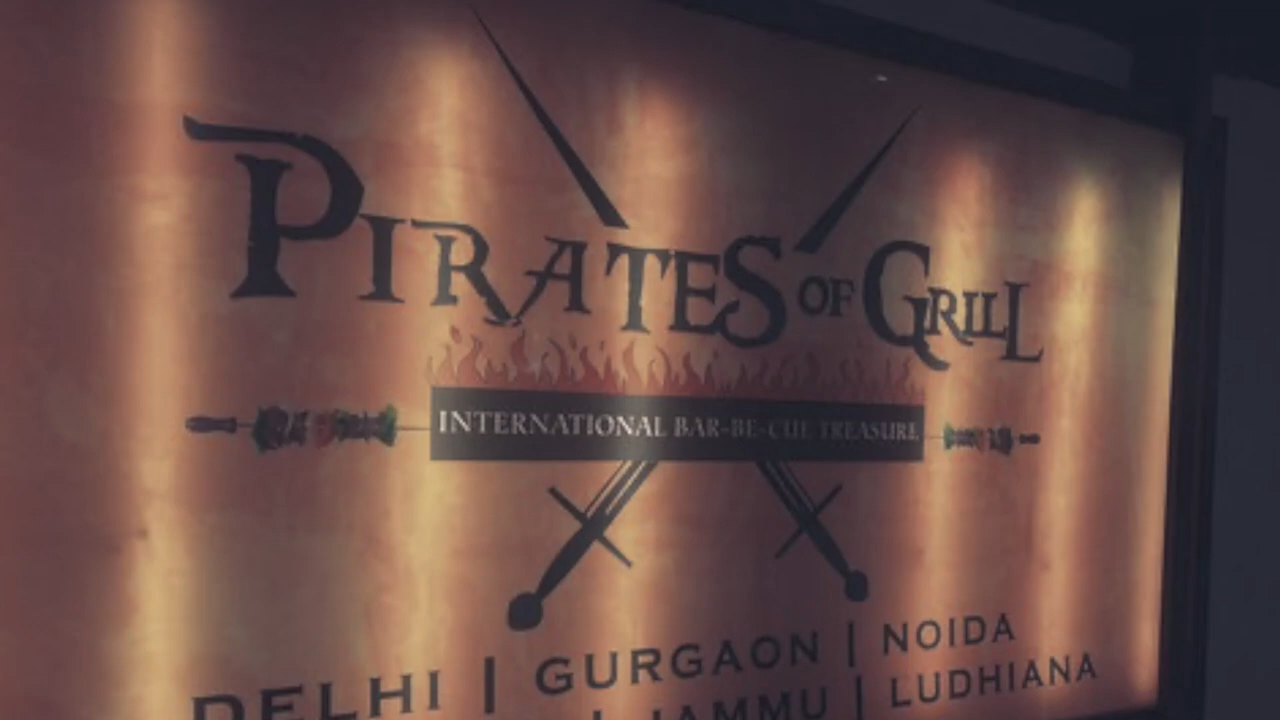 PIRATES OF GRILL
INTERNATIONAL BAR-BE-CUE TREASURE
DELHI | GURGAON | NOIDA
| JAMMU | LUDHIANA